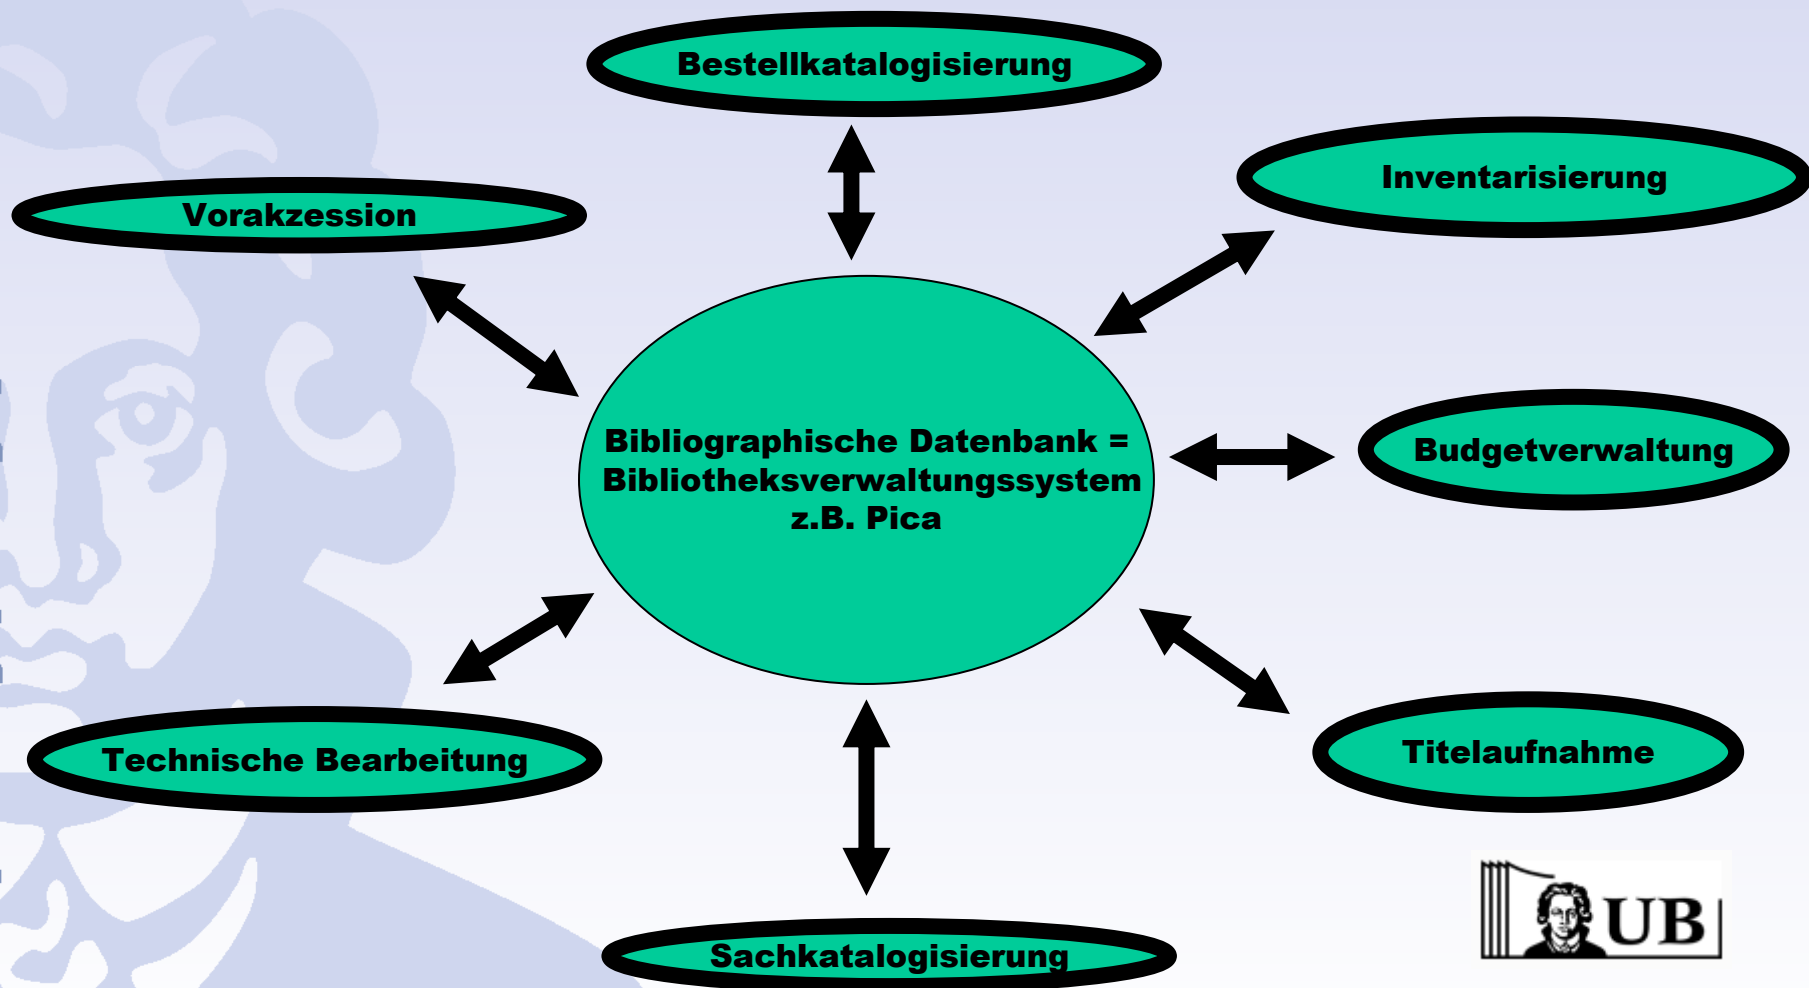 Bestellkatalogisierung
Inventarisierung
Vorakzession
Bibliographische Datenbank =
Bibliotheksverwaltungssystem
z.B. Pica
Budgetverwaltung
Technische Bearbeitung
Titelaufnahme
Sachkatalogisierung
UB